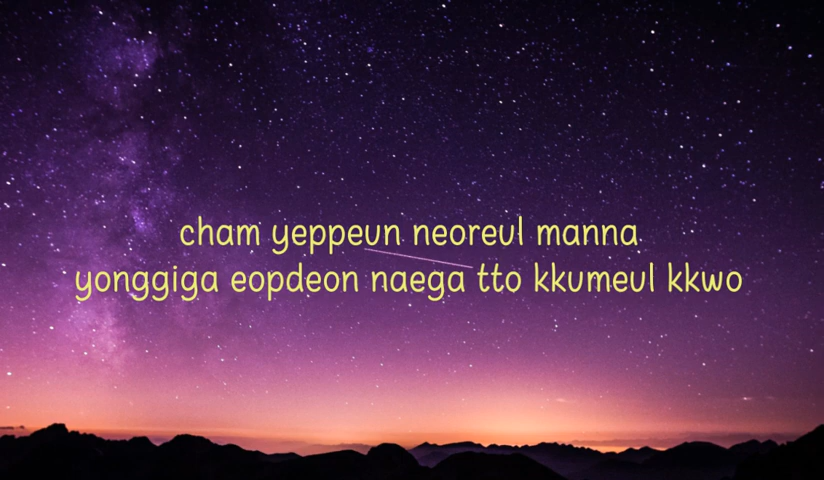 cham yeppeun neoreul manna
yonggiga eopdeon naega tto kkumeul kkwo